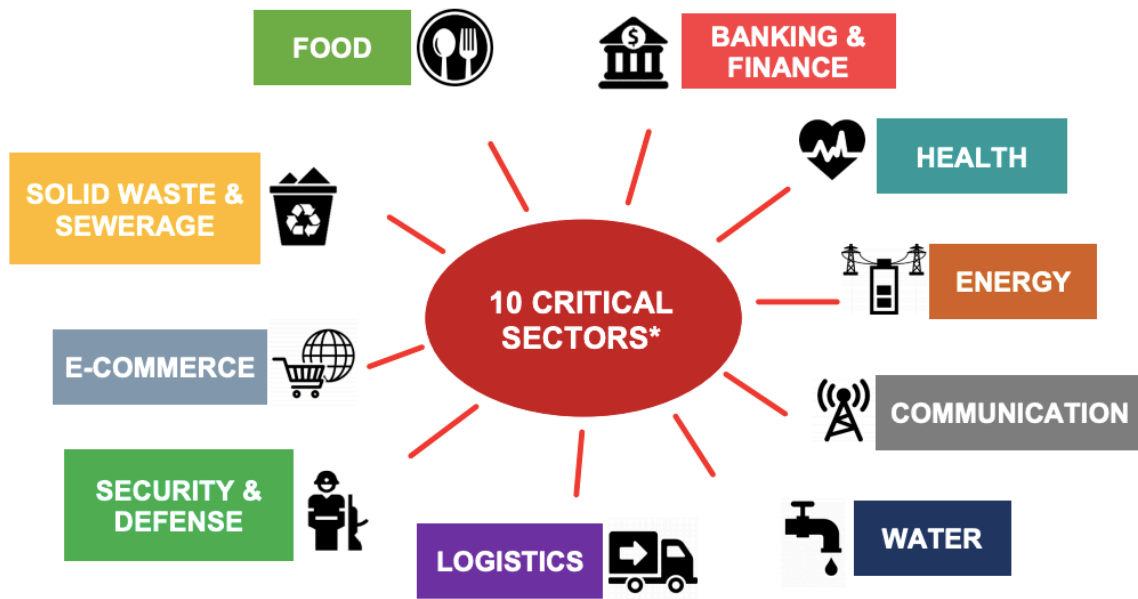 FOOD
$
BANKING &
FINANCE
HEALTH
SOLID WASTE &
SEWERAGE
ENERGY
10 CRITICAL
SECTORS*
E-COMMERCE
COMMUNICATION
SECURITY &
DEFENSE
WATER
LOGISTICS